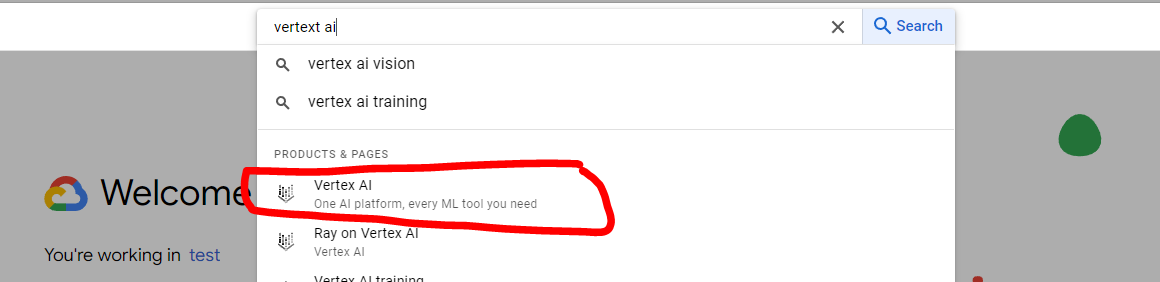 vertext ai
Search
vertex ai vision
vertex ai training
PRODUCTS & PAGES
Welcome
Vertex AI
One AI platform, every ML tool you need
Ray on Vertex AI
Vertex AI
You're working in test
Vertex AI training